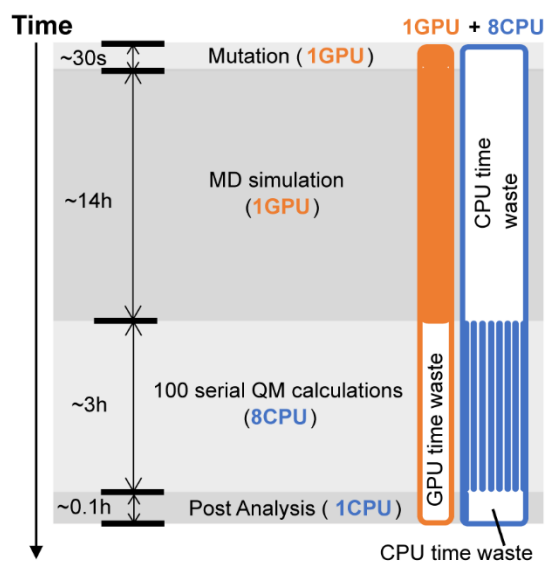 Time
1GPU + 8CPU
~30s
Mutation ( 1GPU )
~14h
MD simulation
(1GPU)
CPU time
waste
~3h
100 serial QM calculations
(8CPU)
GPU time waste
~0.1h
Post Analysis ( 1CPU )
CPU time waste